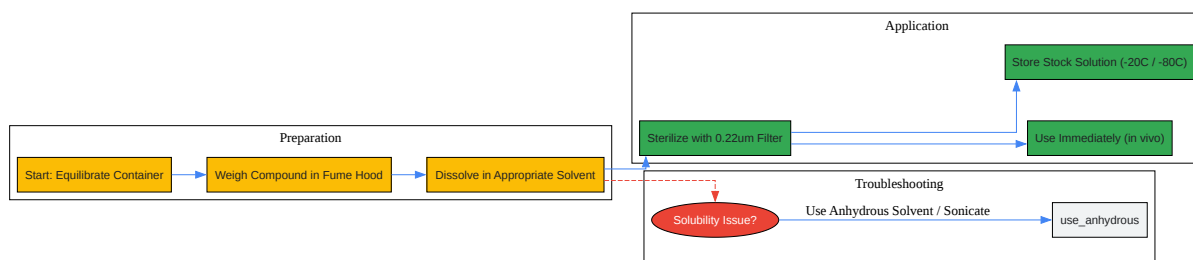 Preparation
Start: Equilibrate Container
Weigh Compound in Fume Hood
Dissolve in Appropriate Solvent
Application
Store Stock Solution (-20C / -80C)
Sterilize with 0.22um Filter
Use Immediately (in vivo)
Troubleshooting
Solubility Issue?
Use Anhydrous Solvent / Sonicate
use_anhydrous